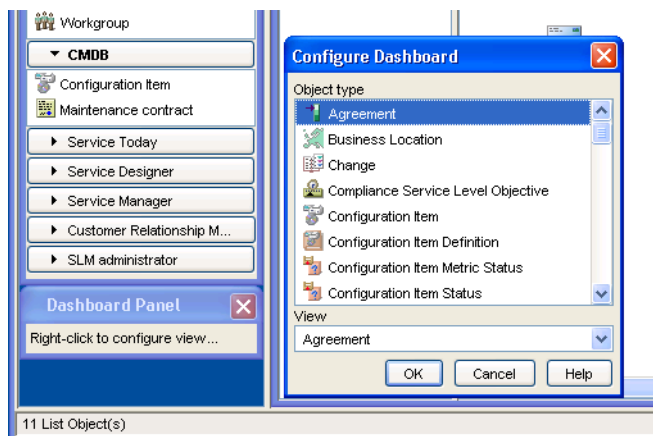 Workgroup
CMDB
Configuration Item
Maintenance contract
Service Today
Service Designer
Service Manager
Customer Relationship M...
SLM administrator
Dashboard Panel
Right-click to configure view...
11 List Object(s)
Configure Dashboard
Object type
Agreement
Business Location
Change
Compliance Service Level Objective
Configuration Item
Configuration Item Definition
Configuration Item Metric Status
Configuration Item Status
View
Agreement
OK
Cancel
Help